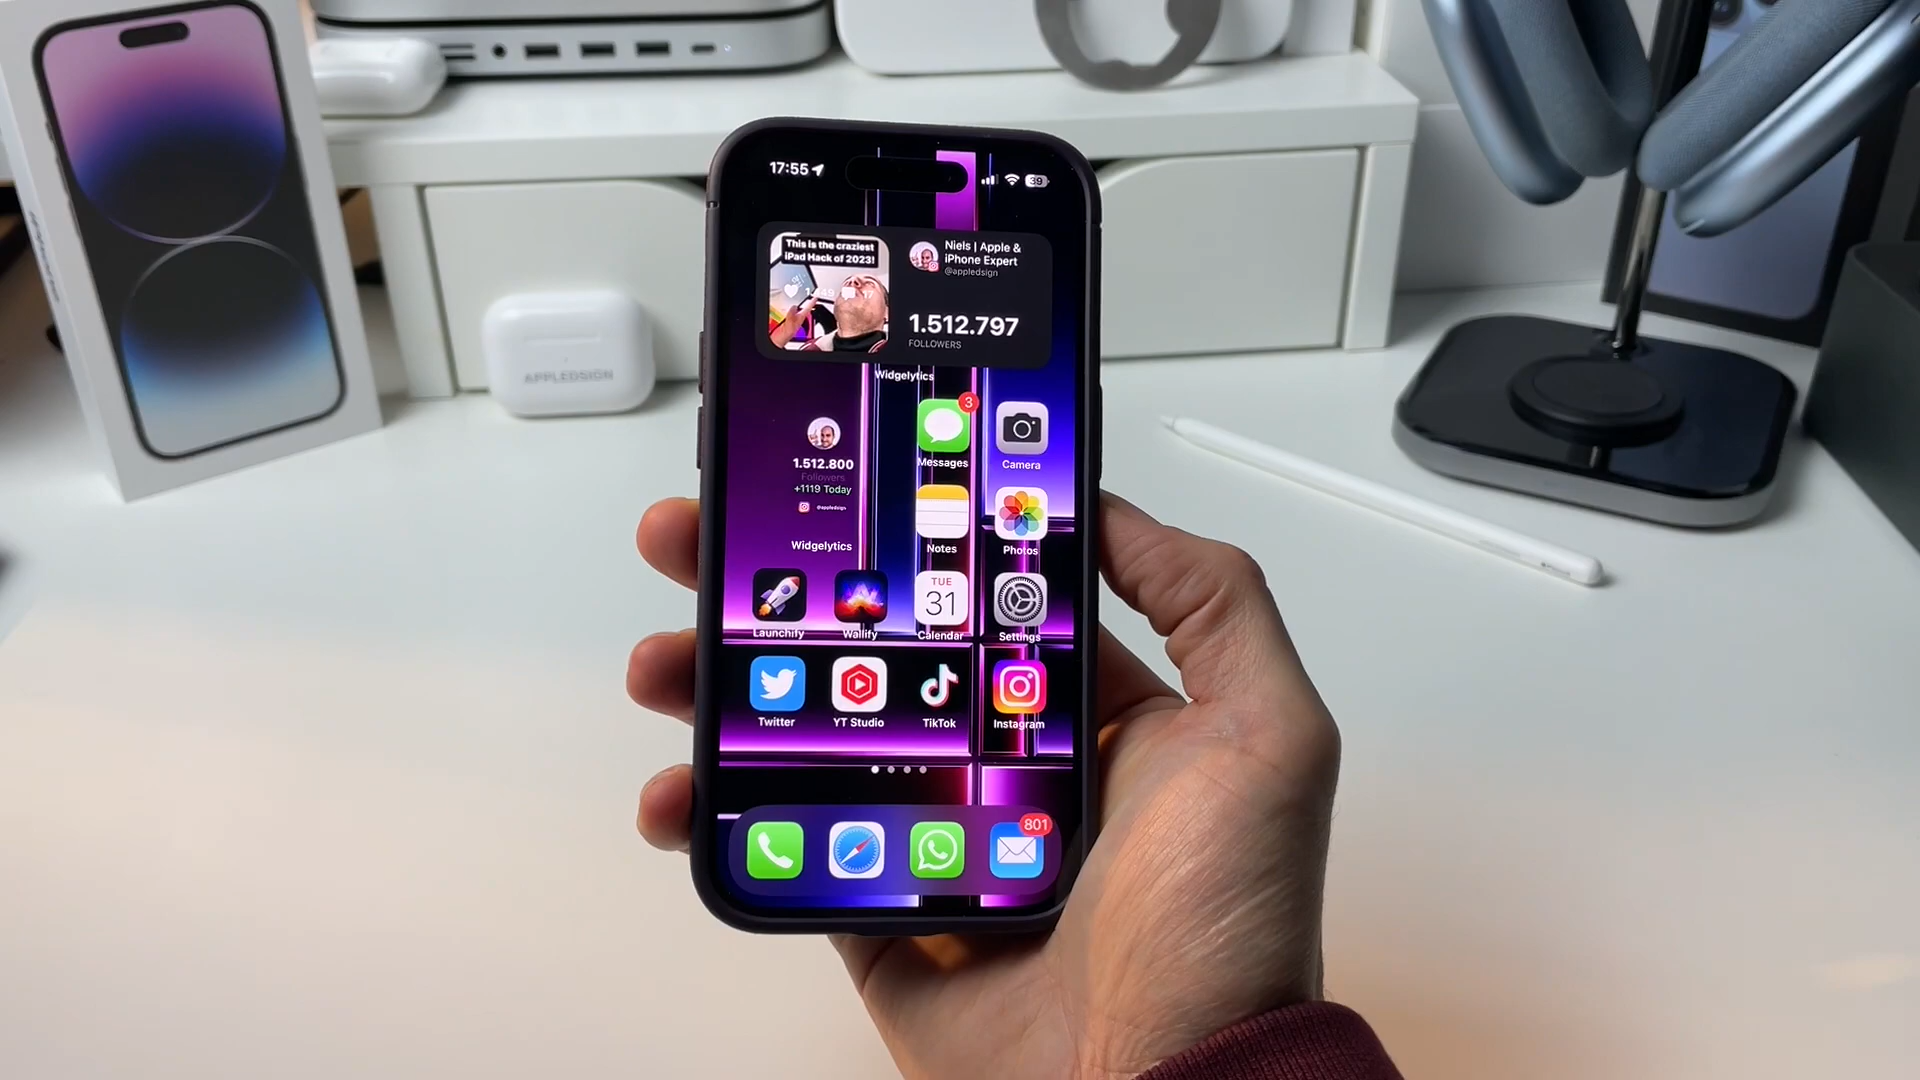 17:55
39
This is the craziest
iPad Hack of 2023!
Niels | Apple &
iPhone Expert
@appledsign
1.512.797
FOLLOWERS
Widgelytics
1.512.800
Followers
+1119 Today
@appledsign
Widgelytics
3
Messages
Camera
Notes
Photos
TUE
31
Launchify
Wallify
Calendar
Settings
Twitter
YT Studio
TikTok
Instagram
801
APPLEDSIGN